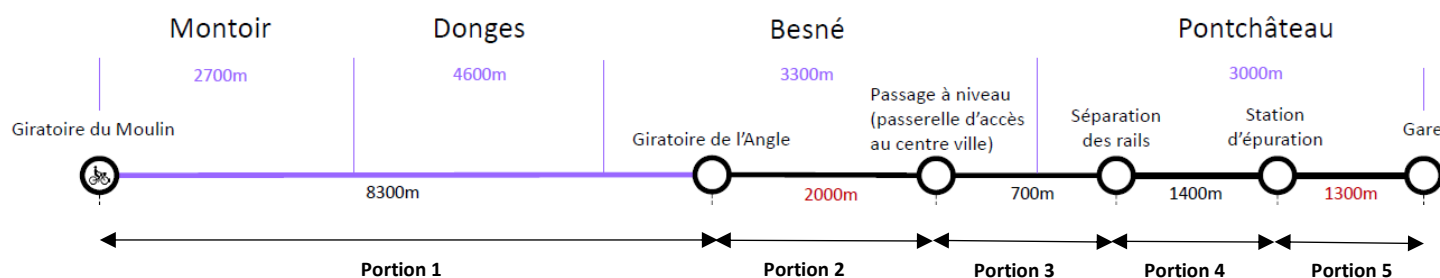 Montoir
Donges
Besné
Pontchâteau
2700m
4600m
3300m
3000m
Giratoire du Moulin
Giratoire de l'Angle
Passage à niveau
(passerelle d'accès
au centre ville)
Séparation
des rails
Station
d'épuration
Gare
8300m
2000m
700m
1400m
1300m
Portion 1
Portion 2
Portion 3
Portion 4
Portion 5